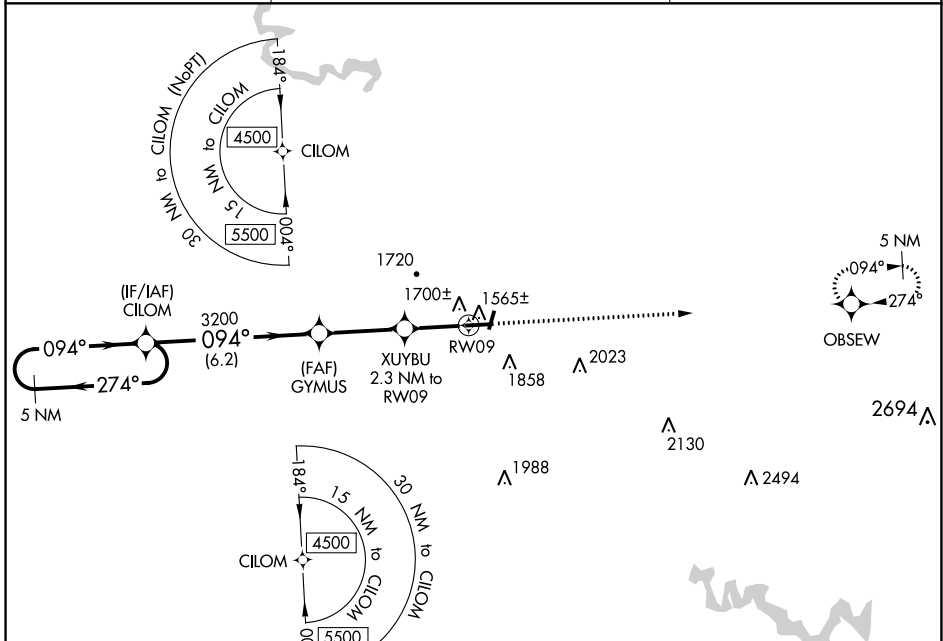 30 NM to CILOM (NoPT)
15 NM to CILOM
184°
4500
CILOM
5500
004°
1720
1700±
1565±
5 NM
094°
274°
OBSEW
(IF/IAF)
CILOM
3200
094°
094°
(6.2)
274°
5 NM
(FAF)
GYMUS
XUYBU
2.3 NM to
RW09
RW09
1858
2023
2694
2130
1988
2494
184°
15 NM to CILOM
30 NM to CILOM
4500
CILOM
5500